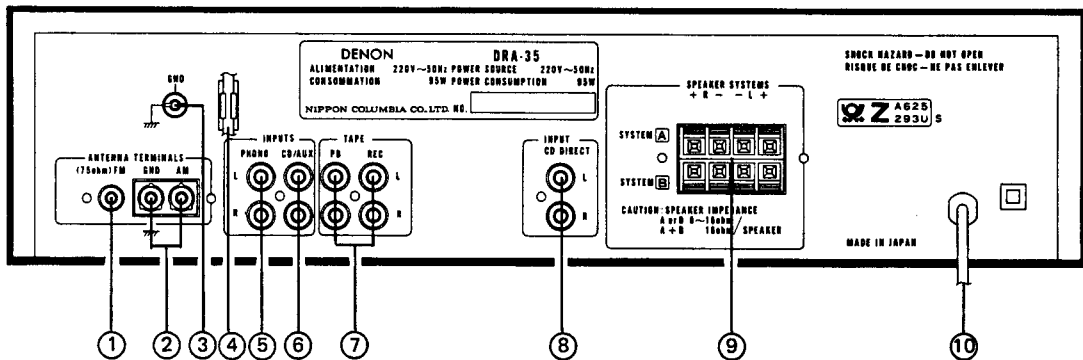 DENON DRA-35
ALIMENTATION 220V~50Hz POWER SOURCE 220V~50Hz
CONSOMMATION 95W POWER CONSUMPTION 95W
NIPPON COLUMBIA CO. LTD. NO.
SHOCK HAZARD – DO NOT OPEN
RISQUE DE CHOC – NE PAS ENLEVER
GND
SPEAKER SYSTEMS
+ R – – L +
SYSTEM A
SYSTEM B
Z A625
293U S
INPUTS
PHONO CD/AUX
L
R
TAPE
PB REC
L
R
INPUT
CD DIRECT
L
R
ANTENNA TERMINALS
(75ohm) FM GND AM
CAUTION: SPEAKER IMPEDANCE
A or B 8~16ohm
A + B 16ohm / SPEAKER
MADE IN JAPAN
① ② ③ ④ ⑤ ⑥ ⑦ ⑧ ⑨ ⑩